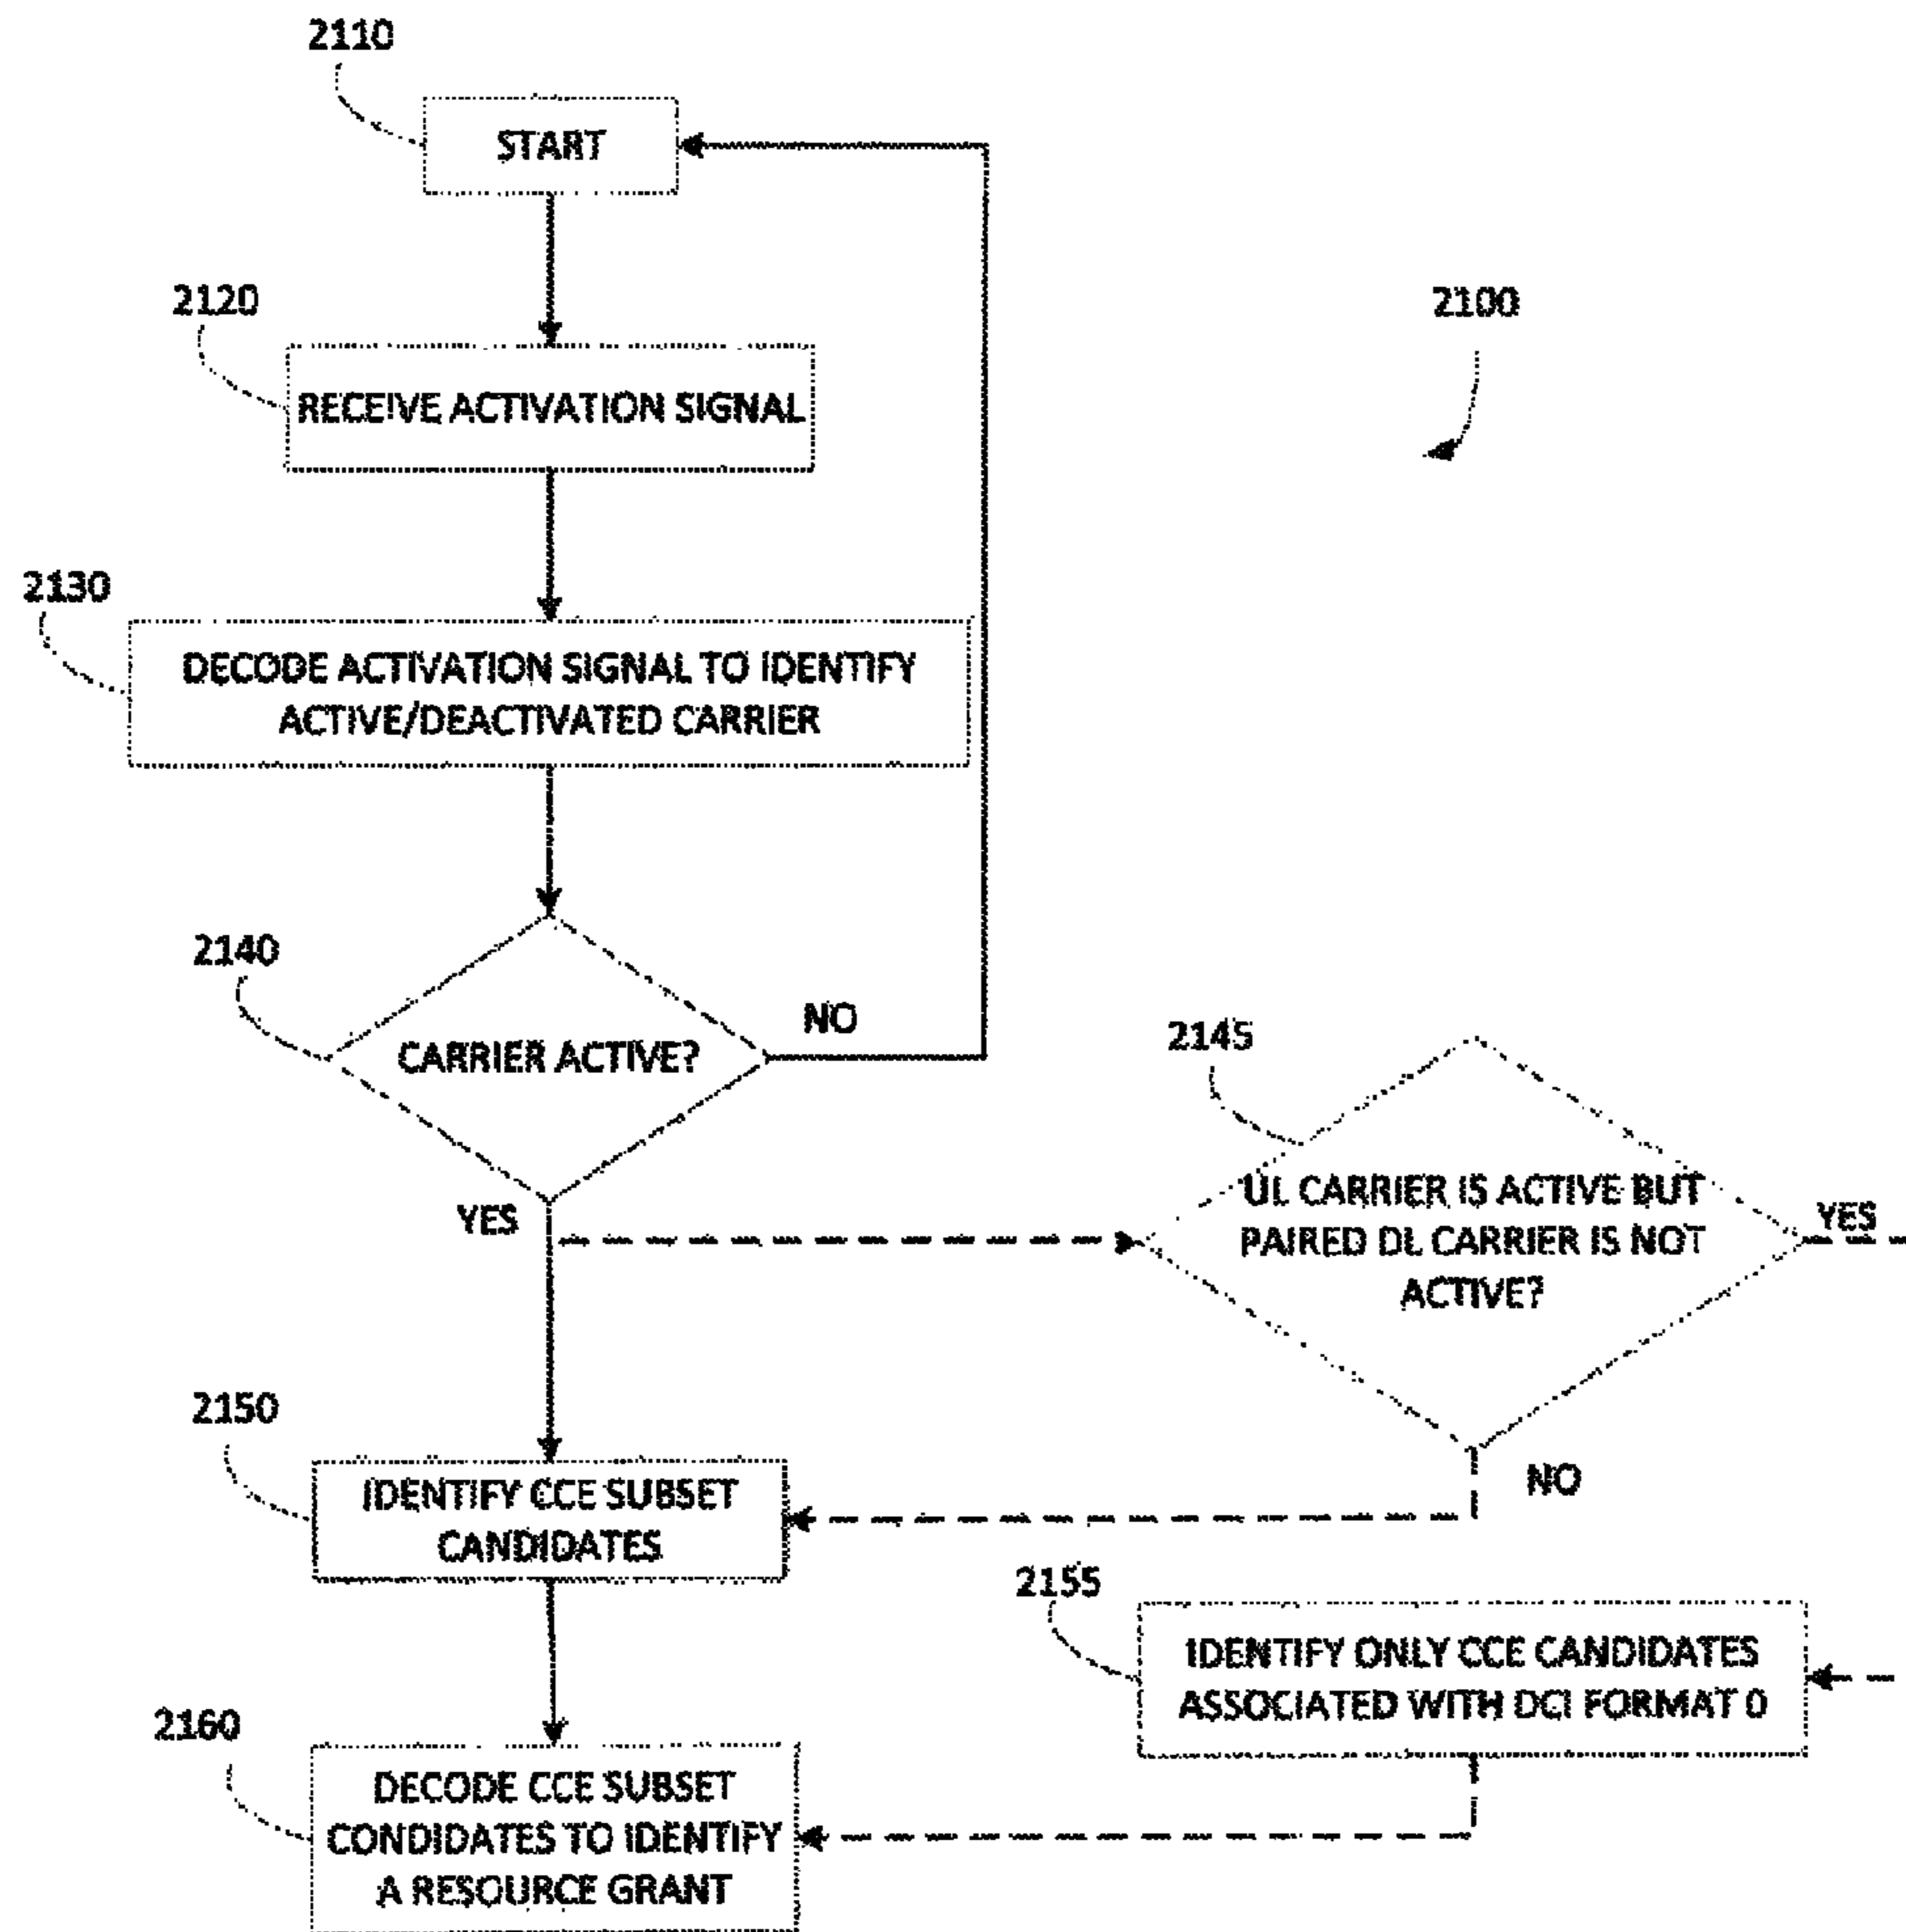 2110
START
2120
2100
RECEIVE ACTIVATION SIGNAL
2130
DECODE ACTIVATION SIGNAL TO IDENTIFY
ACTIVE/DEACTIVATED CARRIER
2140
CARRIER ACTIVE?
NO
YES
2145
UL CARRIER IS ACTIVE BUT
PAIRED DL CARRIER IS NOT
ACTIVE?
YES
NO
2150
IDENTIFY CCE SUBSET
CANDIDATES
2155
IDENTIFY ONLY CCE CANDIDATES
ASSOCIATED WITH DCI FORMAT 0
2160
DECODE CCE SUBSET
CONDIDATES TO IDENTIFY
A RESOURCE GRANT